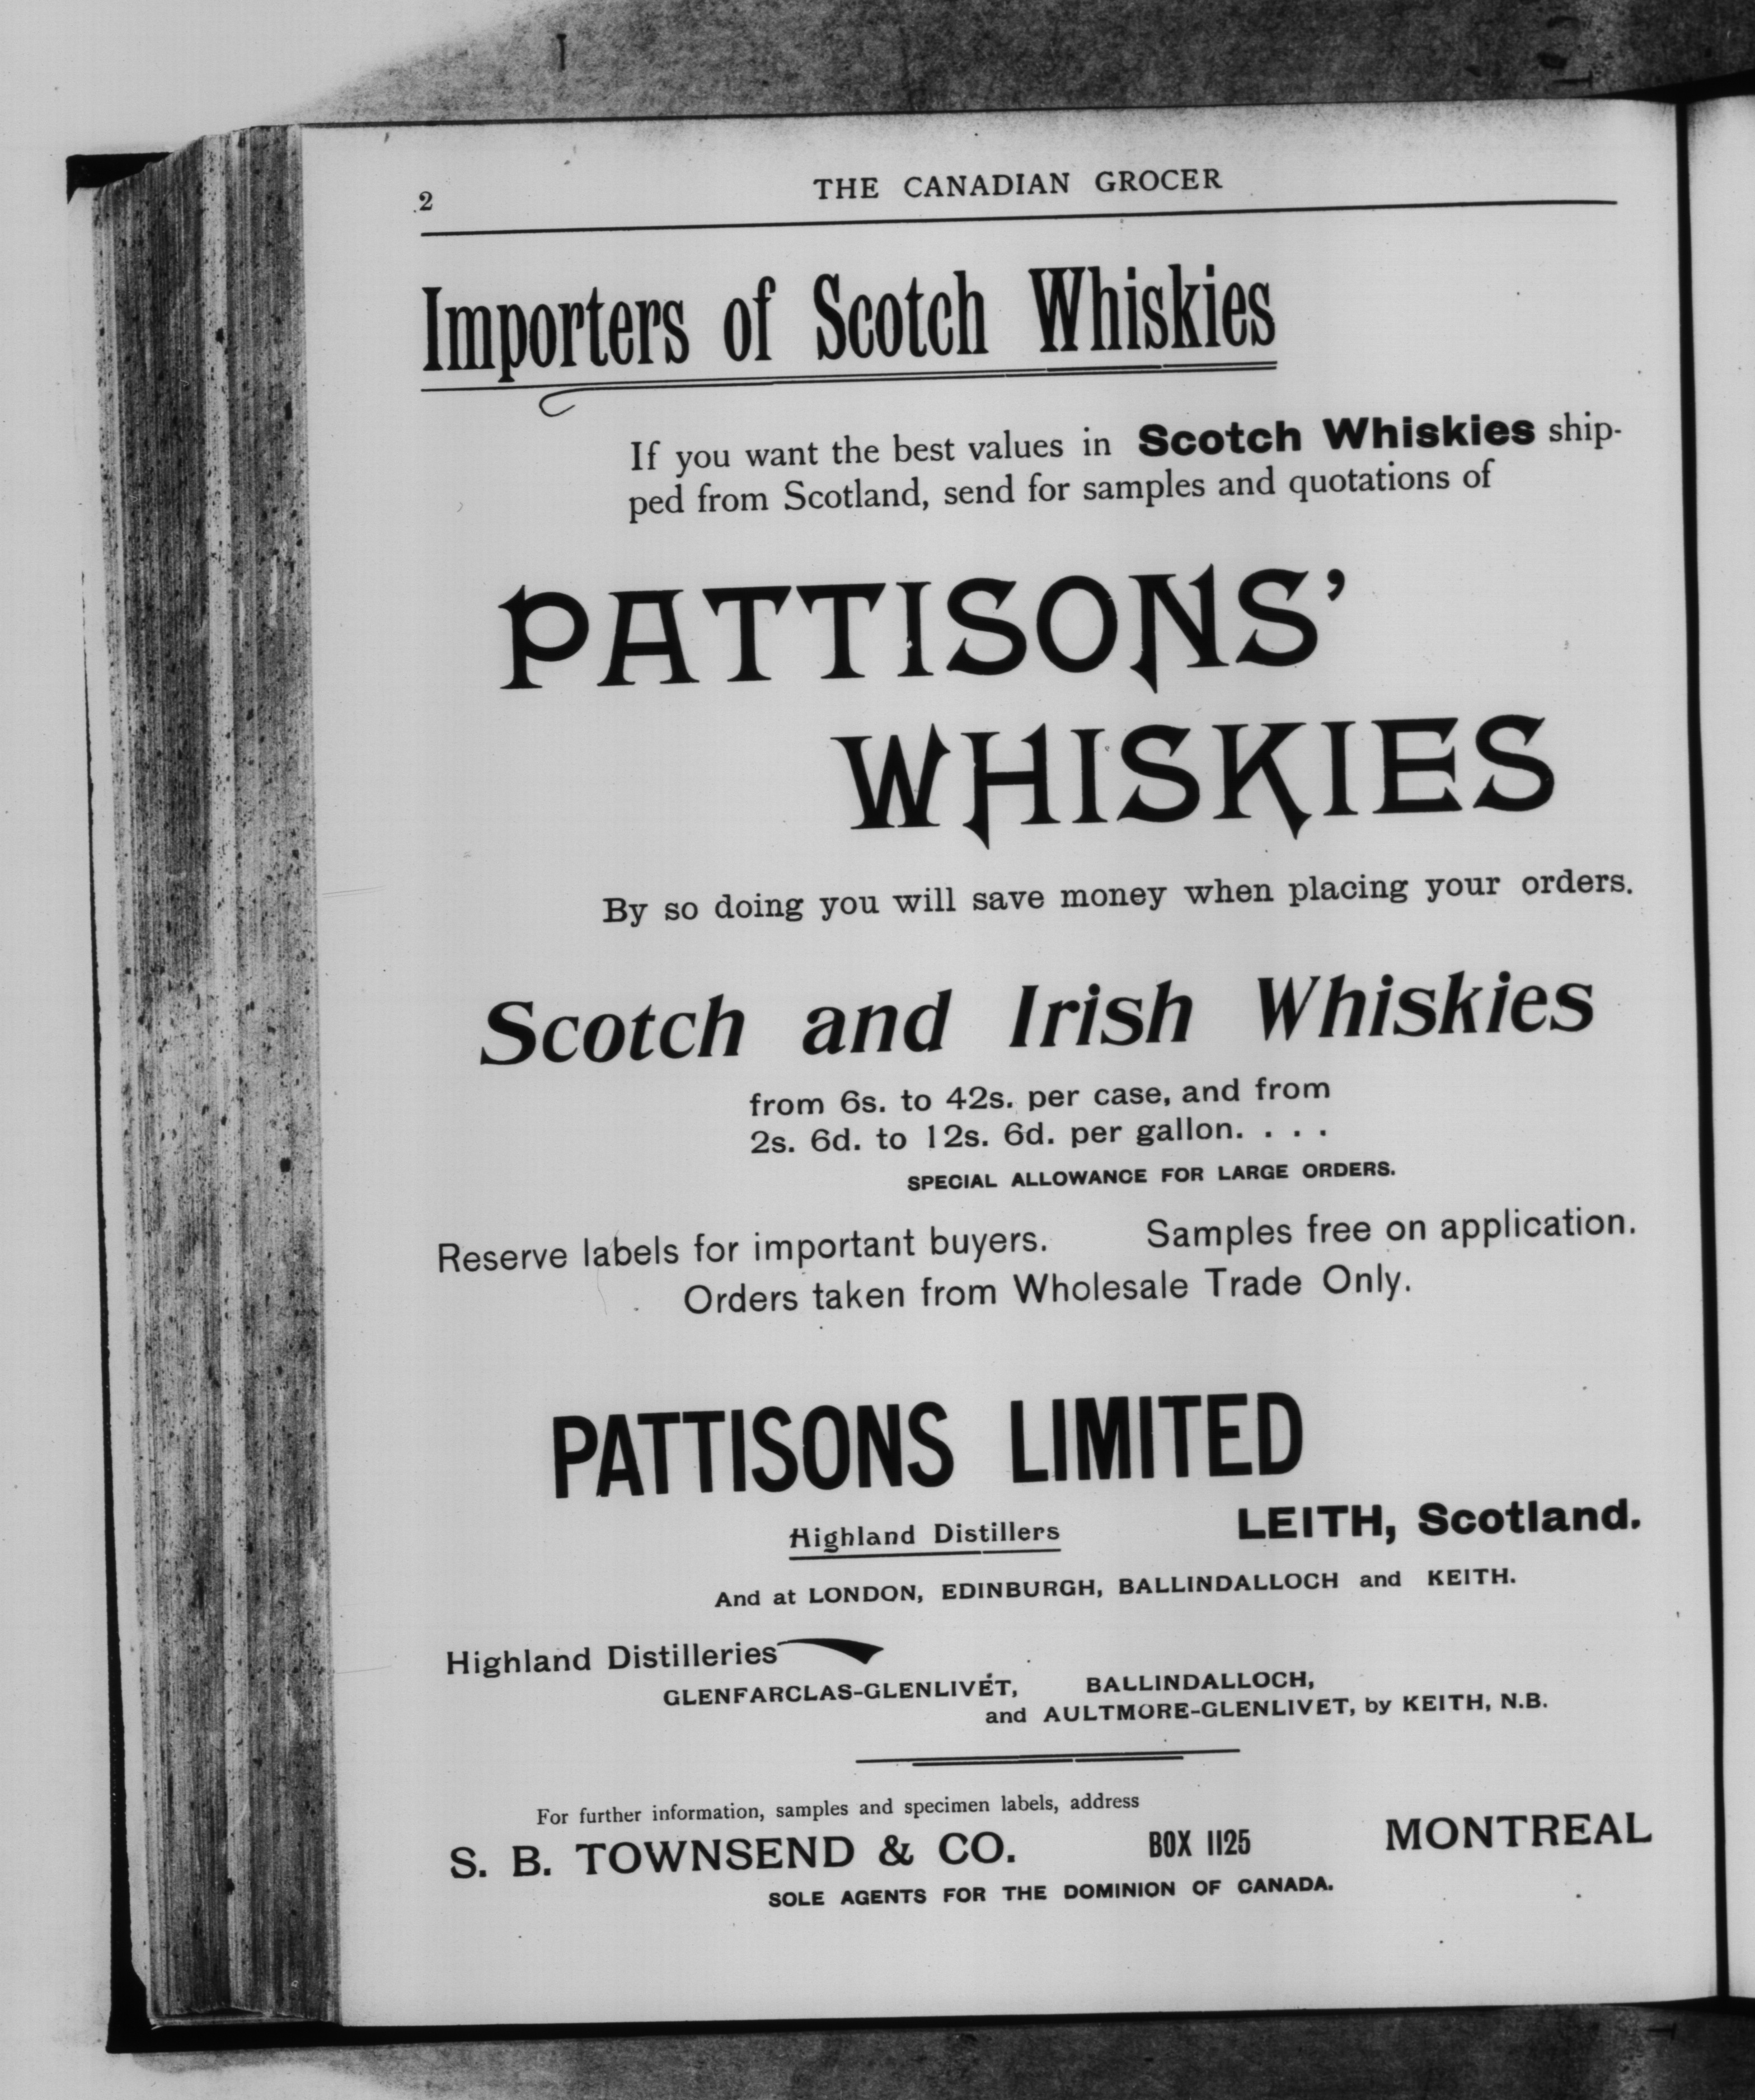 2
THE CANADIAN GROCER
Importers of Scotch Whiskies
If you want the best values in Scotch Whiskies ship-
ped from Scotland, send for samples and quotations of
PATTISONS'
WHISKIES
By so doing you will save money when placing your orders.
Scotch and Irish Whiskies
from 6s. to 42s. per case, and from
2s. 6d. to 12s. 6d. per gallon. . . .
SPECIAL ALLOWANCE FOR LARGE ORDERS.
Reserve labels for important buyers. Samples free on application.
Orders taken from Wholesale Trade Only.
PATTISONS LIMITED
Highland Distillers LEITH, Scotland.
And at LONDON, EDINBURGH, BALLINDALLOCH and KEITH.
Highland Distilleries
GLENFARCLAS-GLENLIVET, BALLINDALLOCH,
and AULTMORE-GLENLIVET, by KEITH, N.B.
For further information, samples and specimen labels, address
S. B. TOWNSEND & CO. BOX 1125 MONTREAL
SOLE AGENTS FOR THE DOMINION OF CANADA.